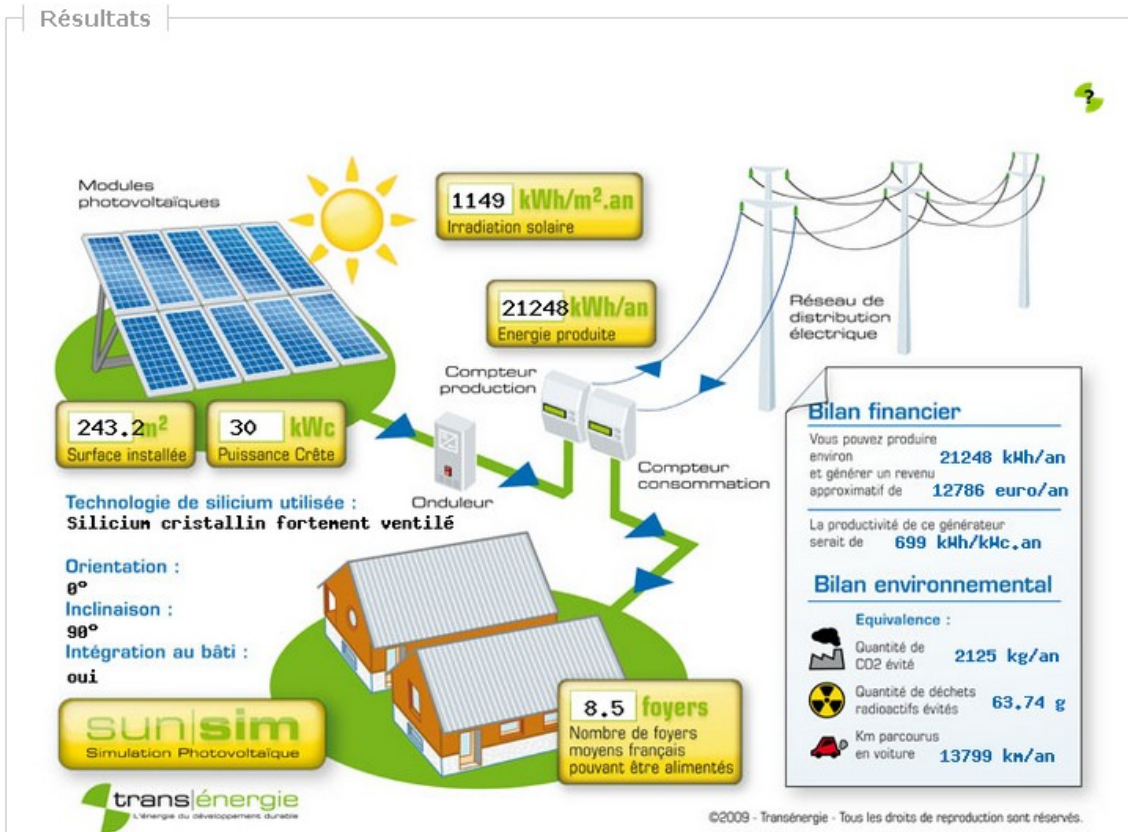 Résultats
?
Modules
photovoltaïques
1149 kWh/m².an
Irradiation solaire
21248kWh/an
Energie produite
Réseau de
distribution
électrique
Compteur
production
243.2m²
Surface installée
30 kWc
Puissance Crête
Onduleur
Compteur
consommation
Technologie de silicium utilisée :
Silicium cristallin fortement ventilé
Orientation :
0°
Inclinaison :
90°
Intégration au bâti :
oui
8.5 foyers
Nombre de foyers
moyens français
pouvant être alimentés
sun|sim
Simulation Photovoltaïque
trans|énergie
L'énergie du développement durable
Bilan financier
Vous pouvez produire
environ 21248 kWh/an
et générer un revenu
approximatif de 12786 euro/an
La productivité de ce générateur
serait de 699 kWh/kWc.an
Bilan environnemental
Equivalence :
Quantité de
CO2 évité 2125 kg/an
Quantité de déchets
radioactifs évités 63.74 g
Km parcourus
en voiture 13799 km/an
©2009 - Transénergie - Tous les droits de reproduction sont réservés.